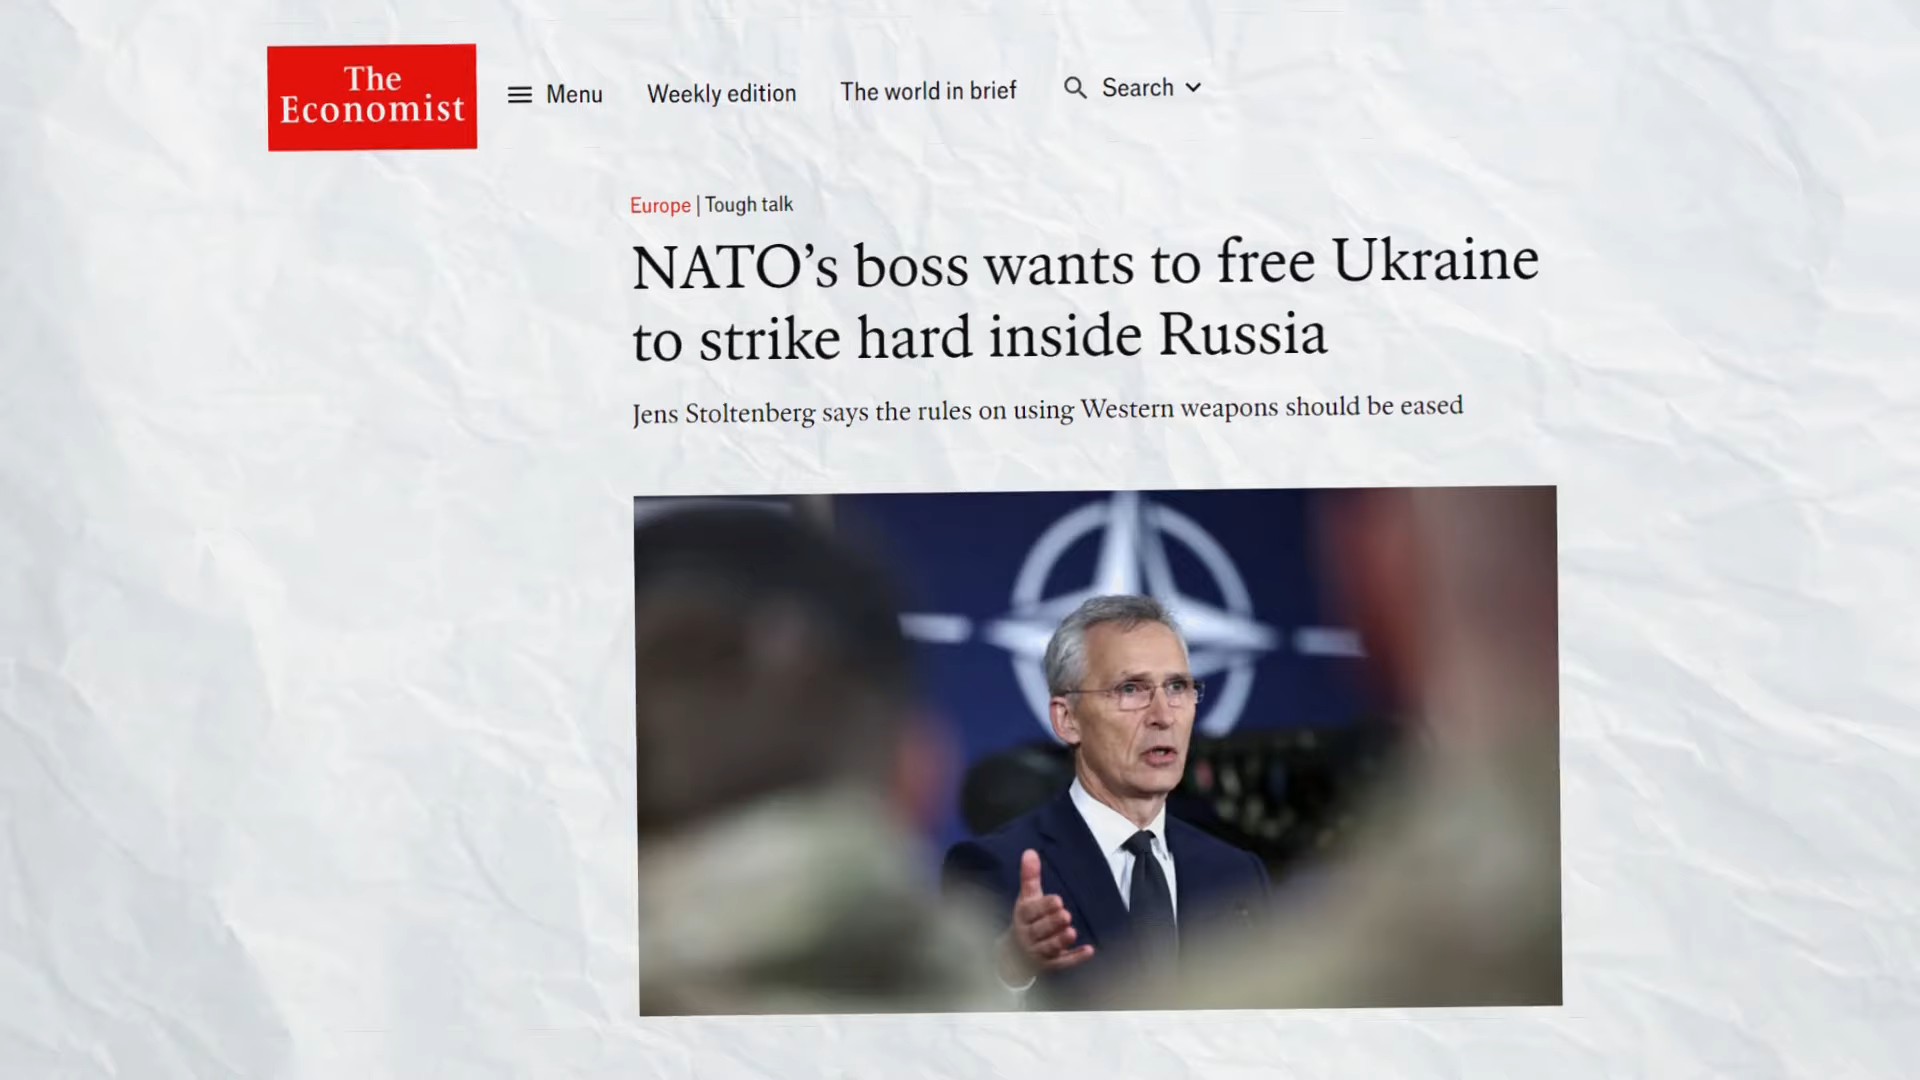 The
Economist
Menu
Weekly edition
The world in brief
Search
Europe | Tough talk
NATO’s boss wants to free Ukraine
to strike hard inside Russia
Jens Stoltenberg says the rules on using Western weapons should be eased